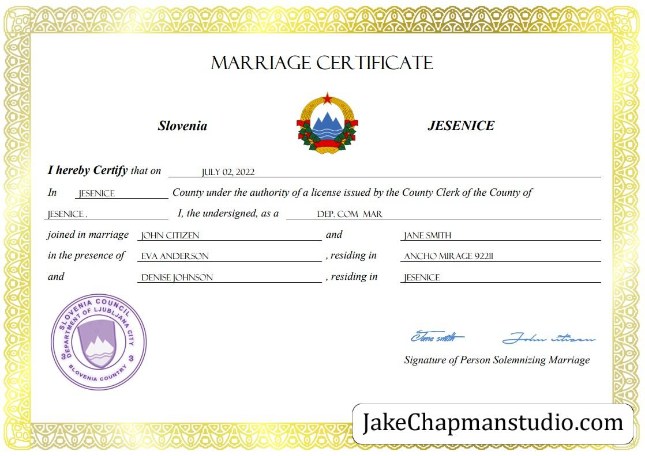 MARRIAGE CERTIFICATE
Slovenia JESENICE
I hereby Certify that on JULY 02, 2022
In JESENICE County under the authority of a license issued by the County Clerk of the County of
JESENICE . I, the undersigned, as a DEP. COM MAR
joined in marriage JOHN CITIZEN and JANE SMITH
in the presence of EVA ANDERSON , residing in ANCHO MIRAGE 92211
and DENISE JOHNSON , residing in JESENICE
SLOVENIA COUNCIL
DEPARTMENT OF LJUBLJANA CITY
3 3
SLOVENIA COUNTRY
smith John citizen
Signature of Person Solemnizing Marriage
JakeChapmanstudio.com